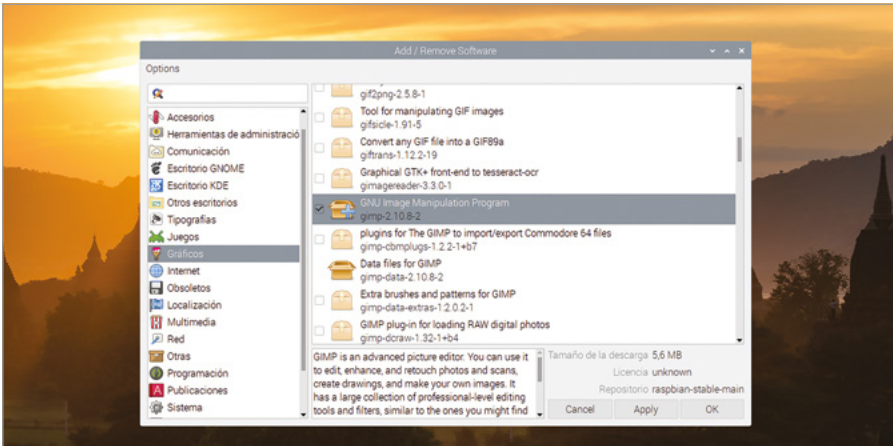 Add / Remove Software
Options
gif2png-2.5.8-1
Tool for manipulating GIF images
gifsicle-1.91-5
Convert any GIF file into a GIF89a
giftrans-1.12.2-19
Graphical GTK+ front-end to tesseract-ocr
gimagereader-3.3.0-1
GNU Image Manipulation Program
gimp-2.10.8-2
plugins for The GIMP to import/export Commodore 64 files
gimp-cbmplugs-1.2.2-1+b7
Data files for GIMP
gimp-data-2.10.8-2
Extra brushes and patterns for GIMP
gimp-data-extras-1:2.0.2-1
GIMP plug-in for loading RAW digital photos
gimp-dcraw-1.32-1+b4
Accesorios
Herramientas de administració
Comunicación
Escritorio GNOME
Escritorio KDE
Otros escritorios
Tipografías
Juegos
Gráficos
Internet
Obsoletos
Localización
Multimedia
Red
Otras
Programación
Publicaciones
Sistema
GIMP is an advanced picture editor. You can use it
to edit, enhance, and retouch photos and scans,
create drawings, and make your own images. It
has a large collection of professional-level editing
tools and filters, similar to the ones you might find
Tamaño de la descarga 5,6 MB
Licencia unknown
Repositorio raspbian-stable-main
Cancel
Apply
OK